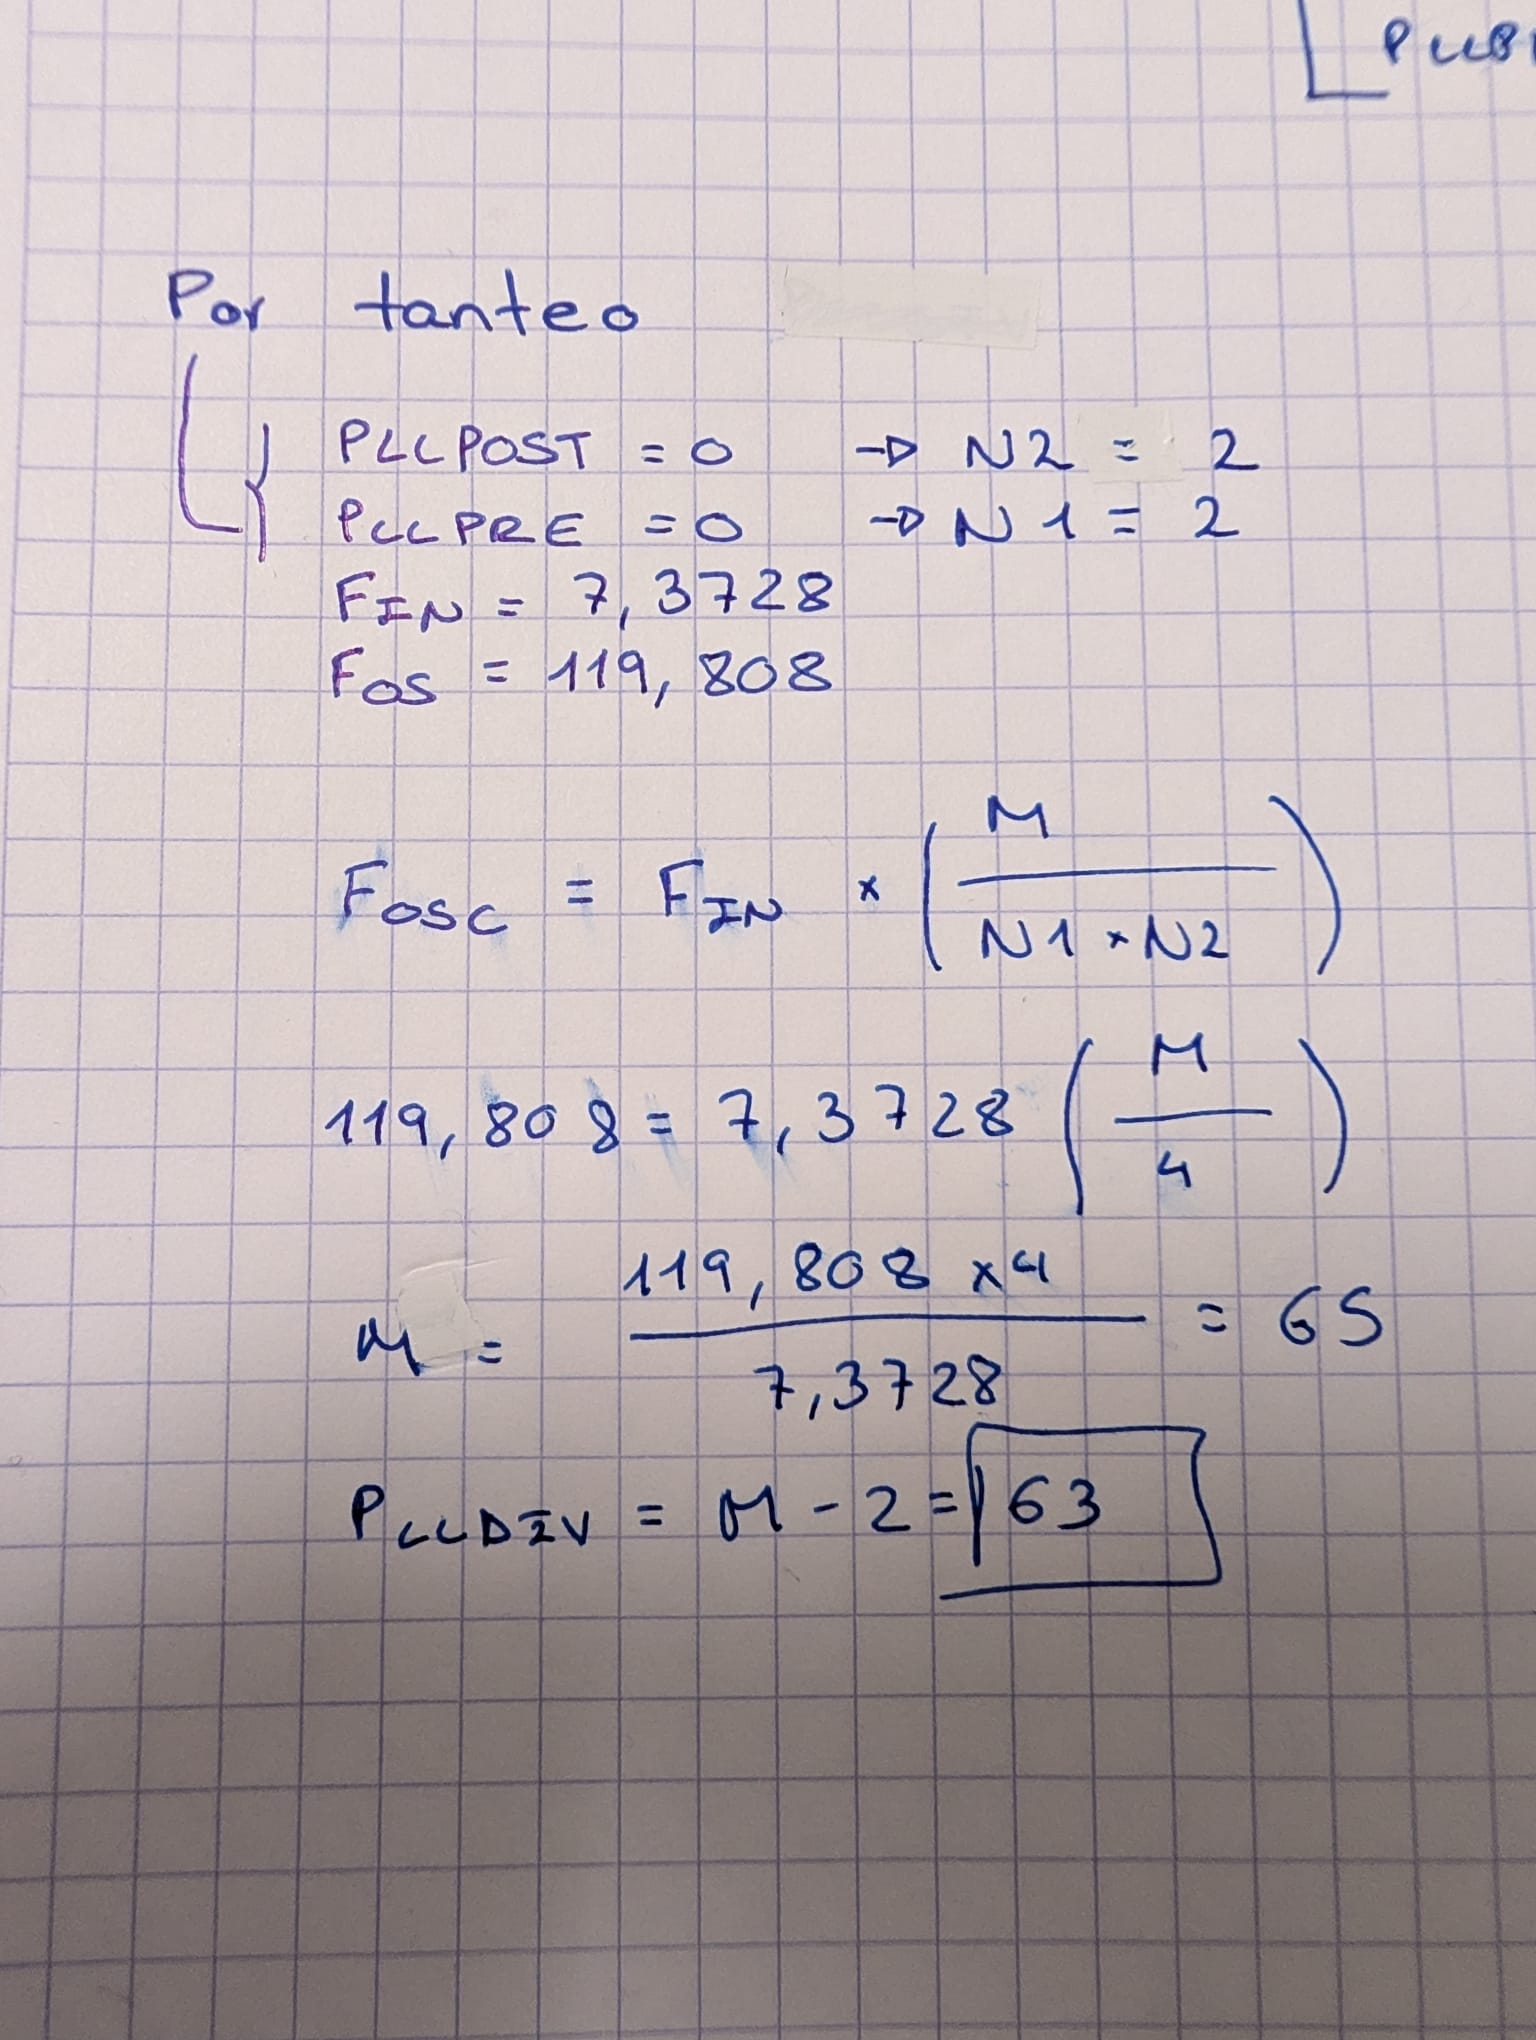 Por tanteo
PLLPOST = 0 → N2 = 2
PLLPRE = 0 → N1 = 2
FIN = 7,3728
FOS = 119,808
FOSC = FIN x ( M / N1 x N2 )
119,808 = 7,3728 ( M / 4 )
M = 119,808 x 4 / 7,3728 = 65
PLLDIV = M - 2 = 63